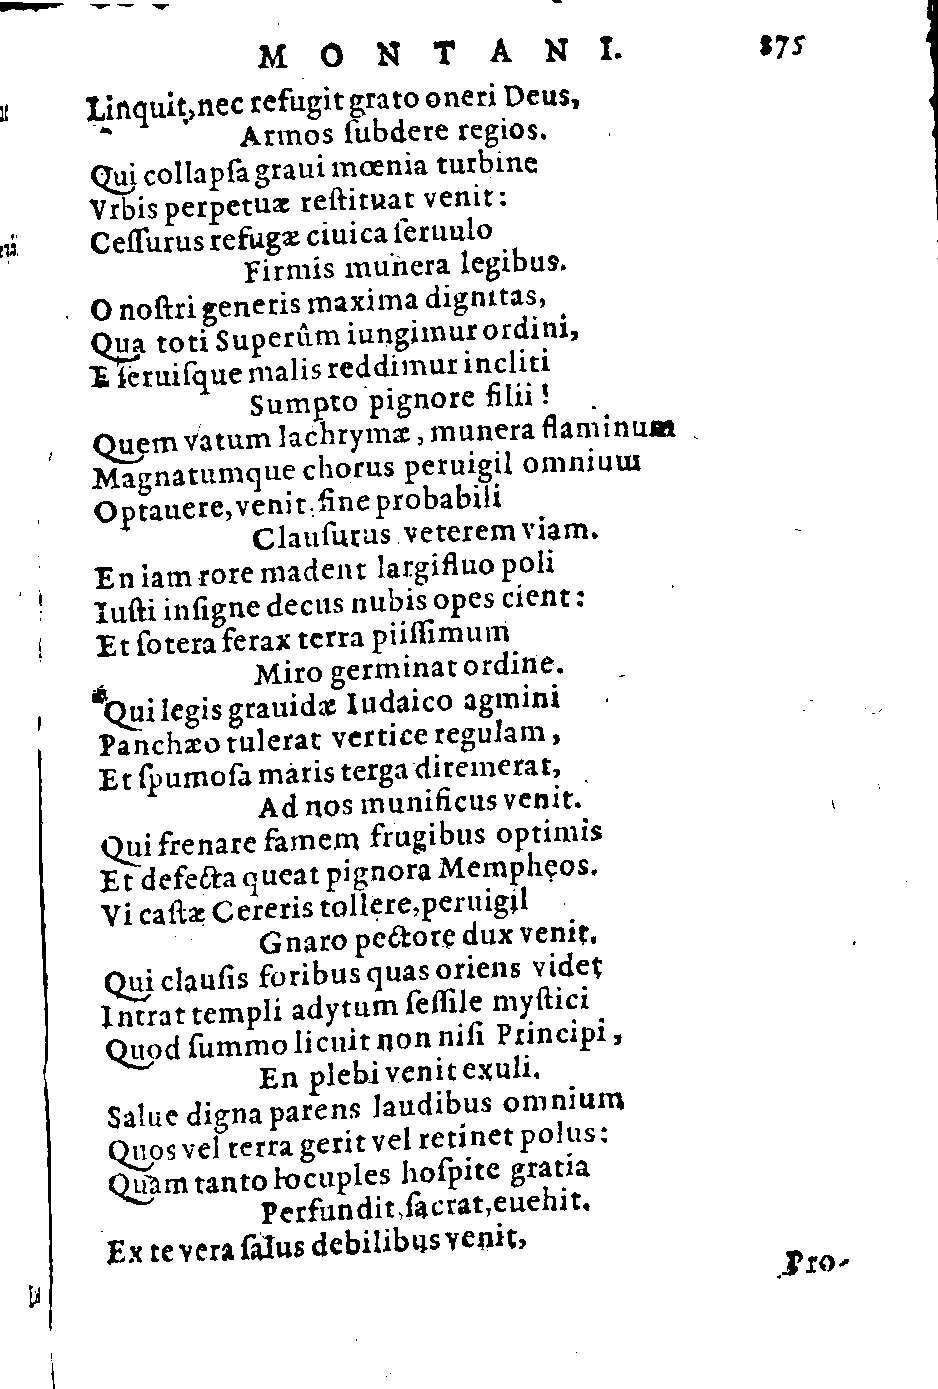 MONTANI. 875
Linquit, nec refugit grato oneri Deus,
Armos ſubdere regios.
Qui collapſa graui mœnia turbine
Vrbis perpetuæ reſtituat venit:
Ceſſurus refugæ ciuica ſeruulo
Firmis munera legibus.
O noſtri generis maxima dignitas,
Qua toti Superûm iungimur ordini,
E ſeruiſque malis reddimur incliti
Sumpto pignore filii!
Quem vatum lachrymæ, munera flaminum
Magnatumque chorus peruigil omnium
Optauere, venit ſine probabili
Clauſurus veterem viam.
En iam rore madent largifluo poli
Iuſti inſigne decus nubis opes cient:
Et ſotera ferax terra piiſſimum
Miro germinat ordine.
Qui legis grauidæ Iudaico agmini
Panchæo tulerat vertice regulam,
Et ſpumoſa maris terga diremerat,
Ad nos munificus venit.
Qui frenare famem frugibus optimis
Et defecta queat pignora Mempheos.
Vi caſtæ Cereris tollere, peruigil
Gnaro pectore dux venit.
Qui clauſis foribus quas oriens videt
Intrat templi adytum ſeſſile myſtici
Quod ſummo licuit non niſi Principi,
En plebi venit exuli.
Salue digna parens laudibus omnium
Quos vel terra gerit vel retinet polus:
Quam tanto locuples hoſpite gratia
Perfundit, ſacrat, euehit.
Ex te vera ſalus debilibus venit,
Pro-